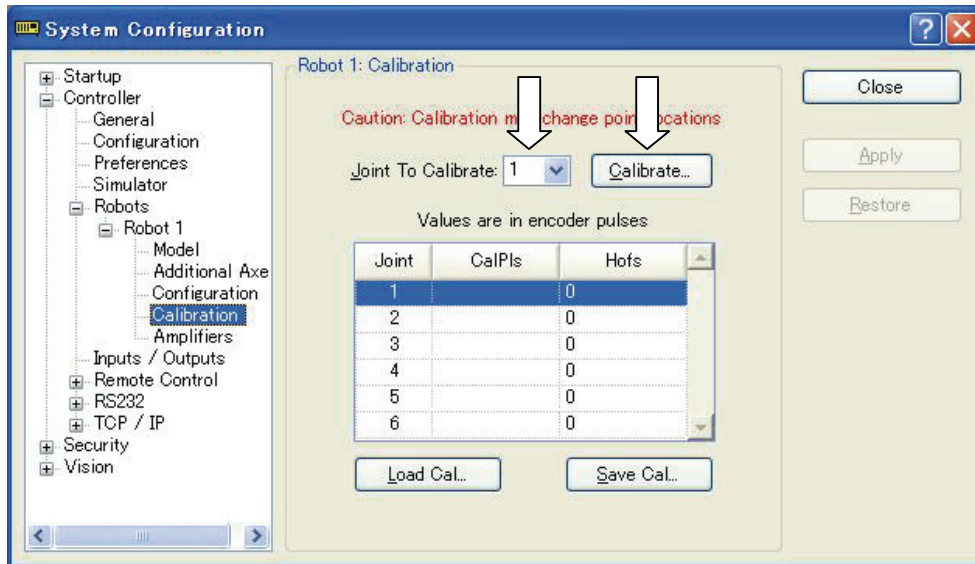 System Configuration
Startup
Controller
General
Configuration
Preferences
Simulator
Robots
Robot 1
Model
Additional Axe
Configuration
Calibration
Amplifiers
Inputs / Outputs
Remote Control
RS232
TCP / IP
Security
Vision
Robot 1: Calibration
Caution: Calibration change locations
Joint To Calibrate: 1 Calibrate...
Values are in encoder pulses
Joint CalPls Hofs
1 0
2 0
3 0
4 0
5 0
6 0
Load Cal... Save Cal...
Close
Apply
Restore